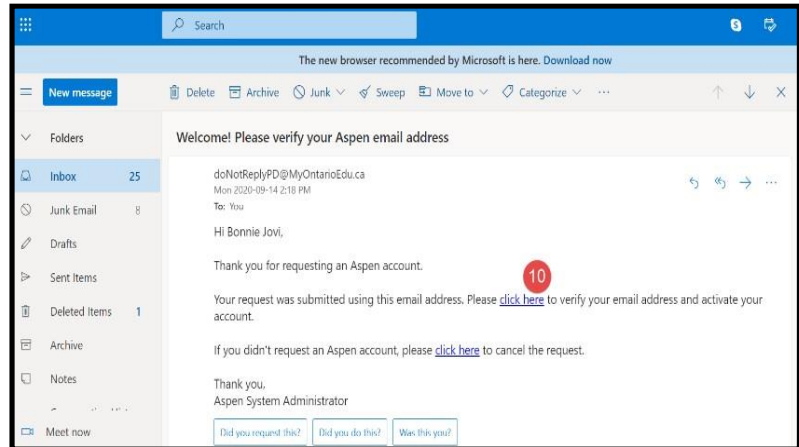 Search
The new browser recommended by Microsoft is here. Download now
New message
Delete Archive Junk Sweep Move to Categorize ...
Folders
Welcome! Please verify your Aspen email address
Inbox 25
Junk Email 8
Drafts
Sent Items
Deleted Items 1
Archive
Notes
Meet now
doNotReplyPD@MyOntarioEdu.ca
Mon 2020-09-14 2:18 PM
To: You
Hi Bonnie Jovi,
Thank you for requesting an Aspen account.
10
Your request was submitted using this email address. Please click here to verify your email address and activate your
account.
If you didn't request an Aspen account, please click here to cancel the request.
Thank you,
Aspen System Administrator
Did you request this? Did you do this? Was this you?